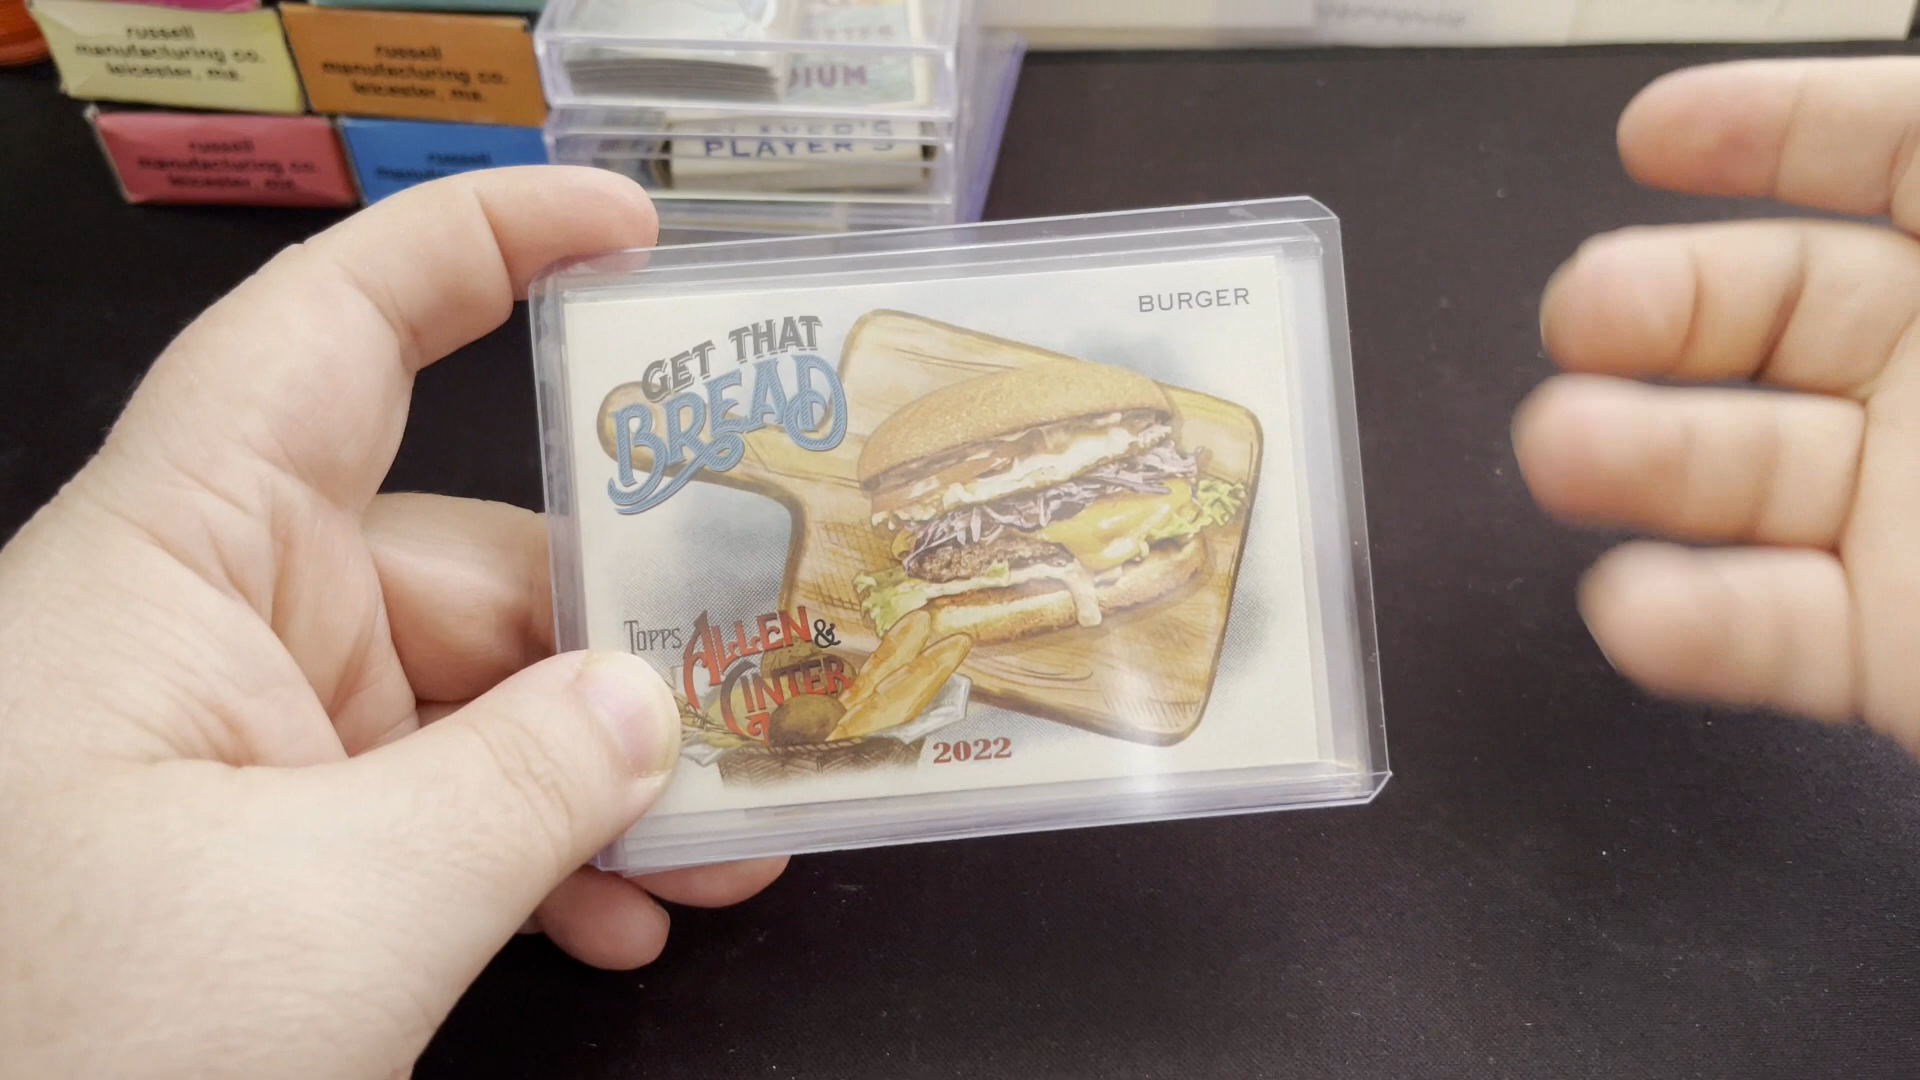 russell
manufacturing co.
leicester, ma.
russell
manufacturing co.
leicester, ma.
russell
manufacturing co.
leicester, ma.
russell
DIUM
PLAYER'S
PLAYER'S
BURGER
GET THAT
BREAD
TOPPS ALLEN &
GINTER
2022